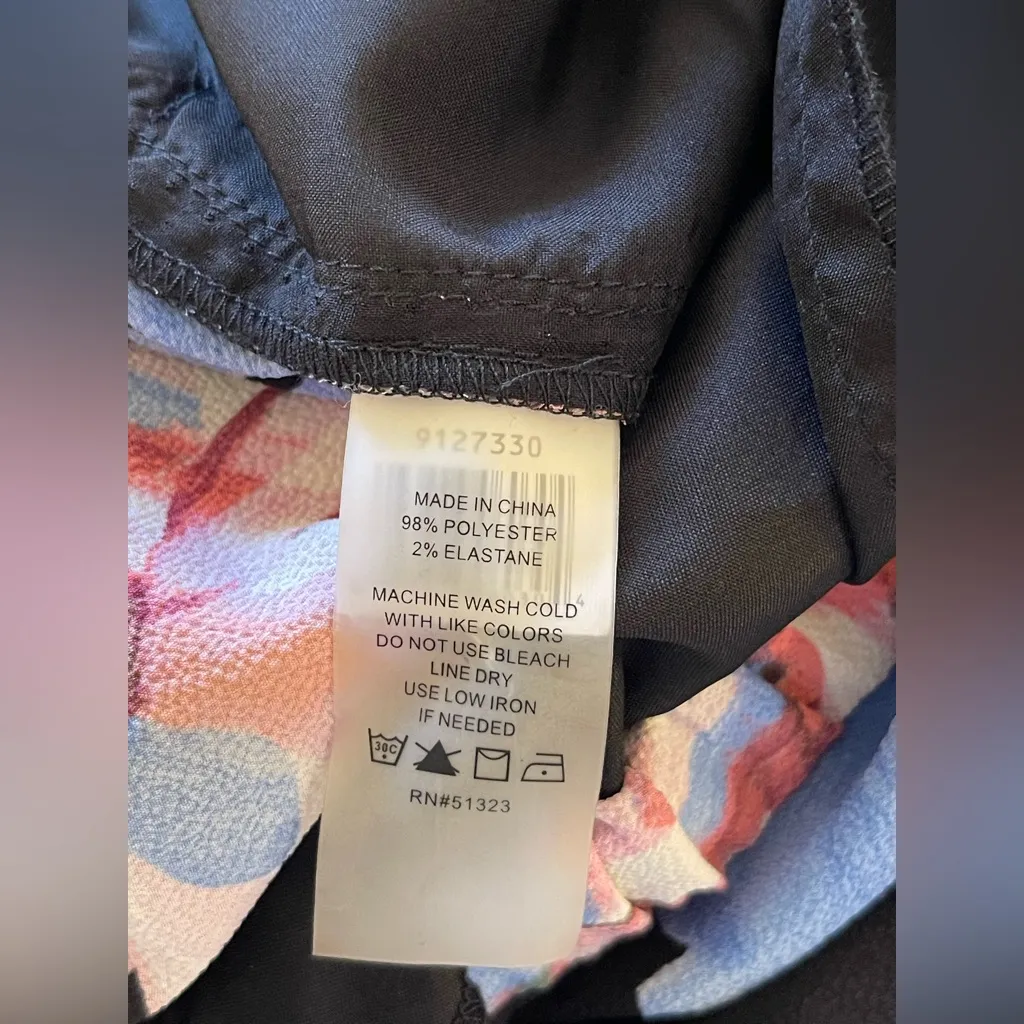 9127330
MADE IN CHINA
98% POLYESTER
2% ELASTANE
MACHINE WASH COLD
4
WITH LIKE COLORS
DO NOT USE BLEACH
LINE DRY
USE LOW IRON
IF NEEDED
30C
RN#51323